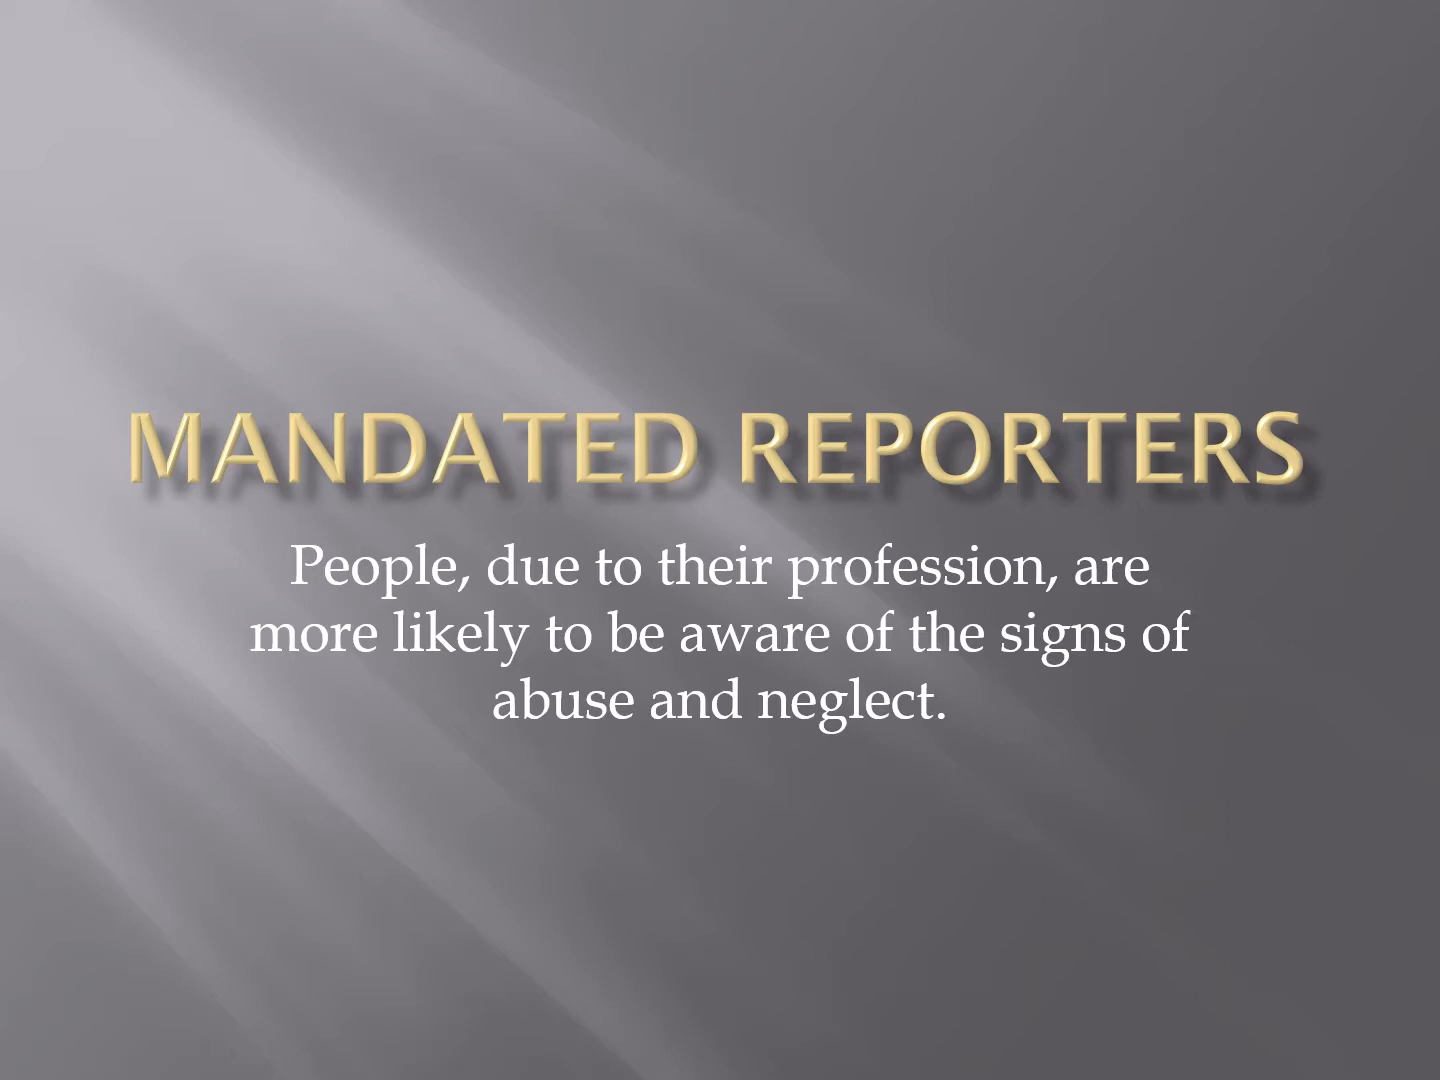 MANDATED REPORTERS
People, due to their profession, are
more likely to be aware of the signs of
abuse and neglect.